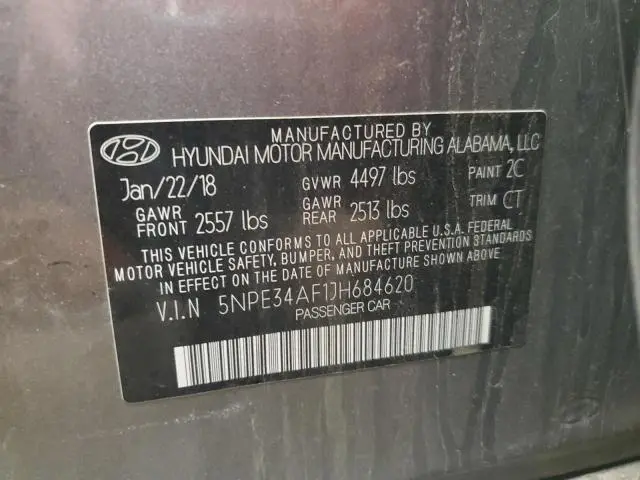 MANUFACTURED BY
HYUNDAI MOTOR MANUFACTURING ALABAMA, LLC
Jan/22/18 GVWR 4497 lbs PAINT 2C
GAWR FRONT 2557 lbs GAWR REAR 2513 lbs TRIM CT
THIS VEHICLE CONFORMS TO ALL APPLICABLE U.S.A. FEDERAL
MOTOR VEHICLE SAFETY, BUMPER, AND THEFT PREVENTION STANDARDS
IN EFFECT ON THE DATE OF MANUFACTURE SHOWN ABOVE.
V.I.N 5NPE34AF1JH684620
PASSENGER CAR